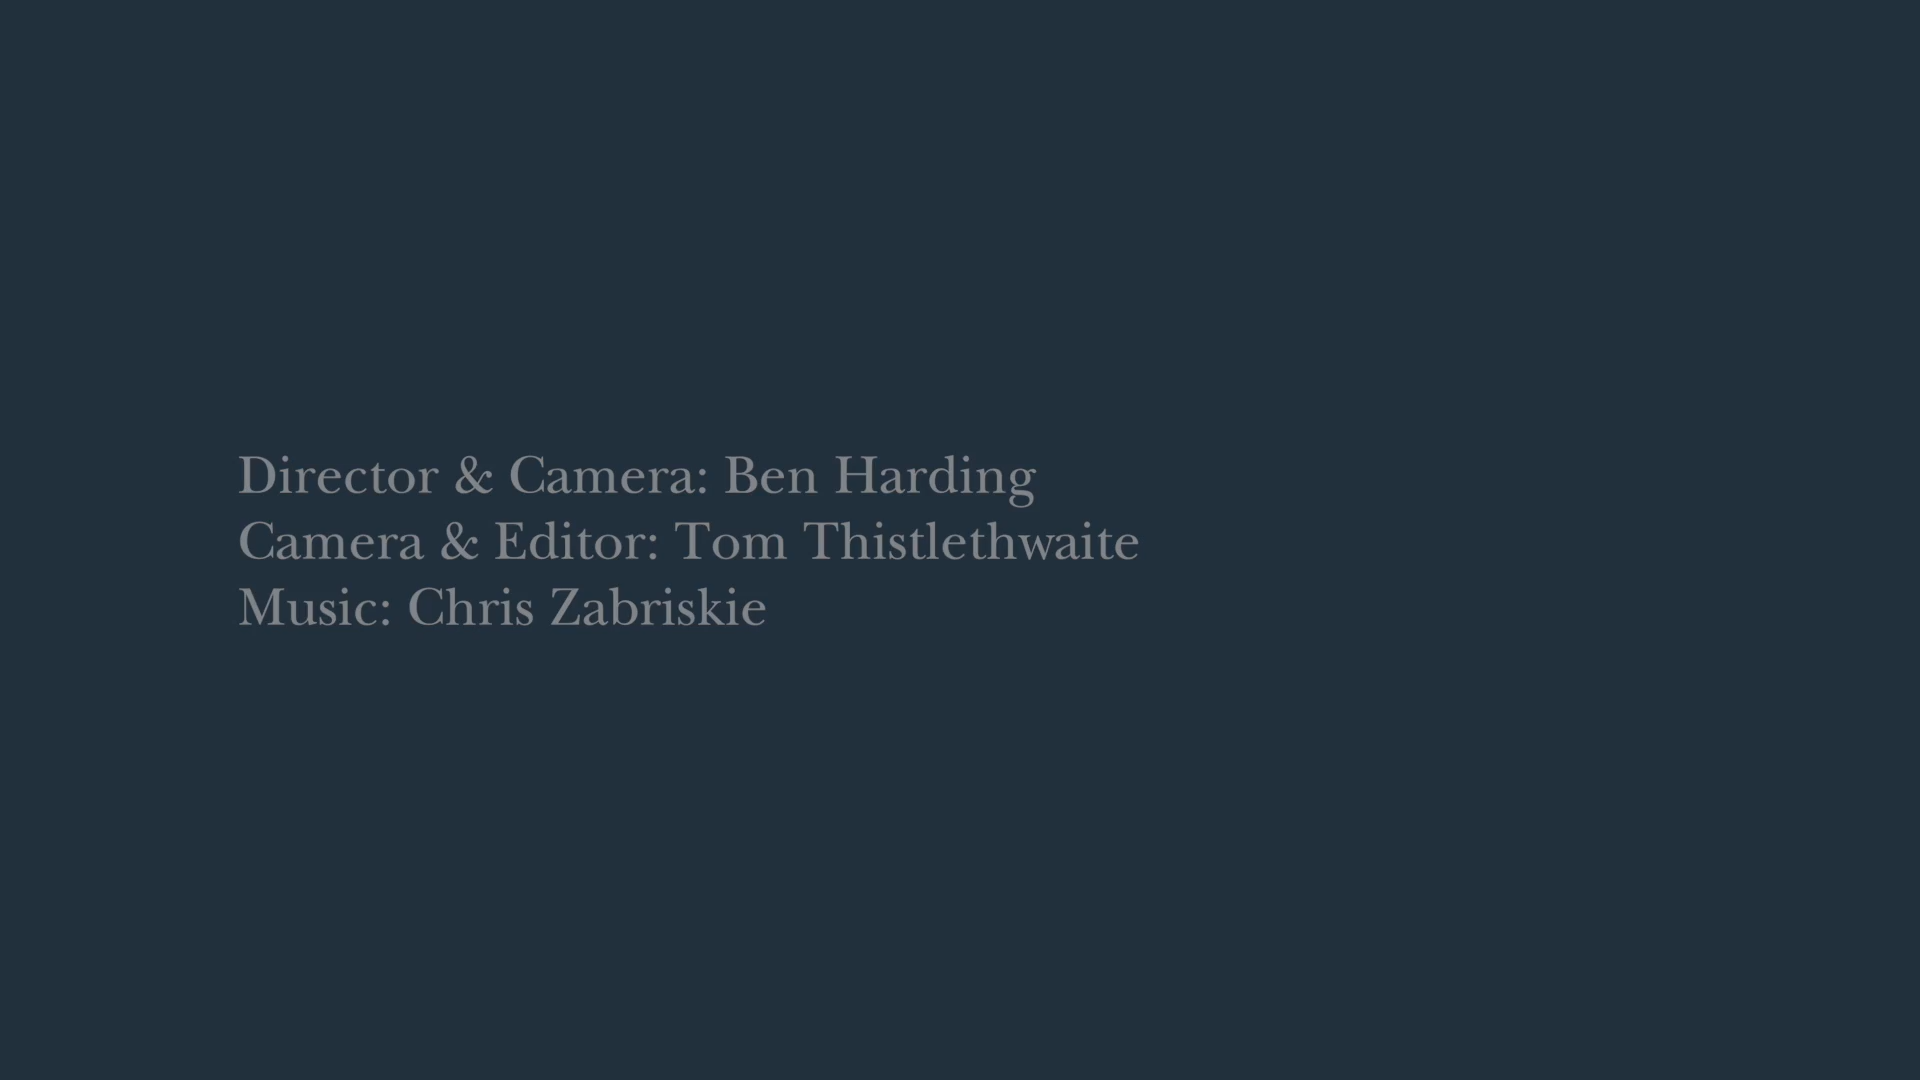 Director & Camera: Ben Harding
Camera & Editor: Tom Thistlethwaite
Music: Chris Zabriskie